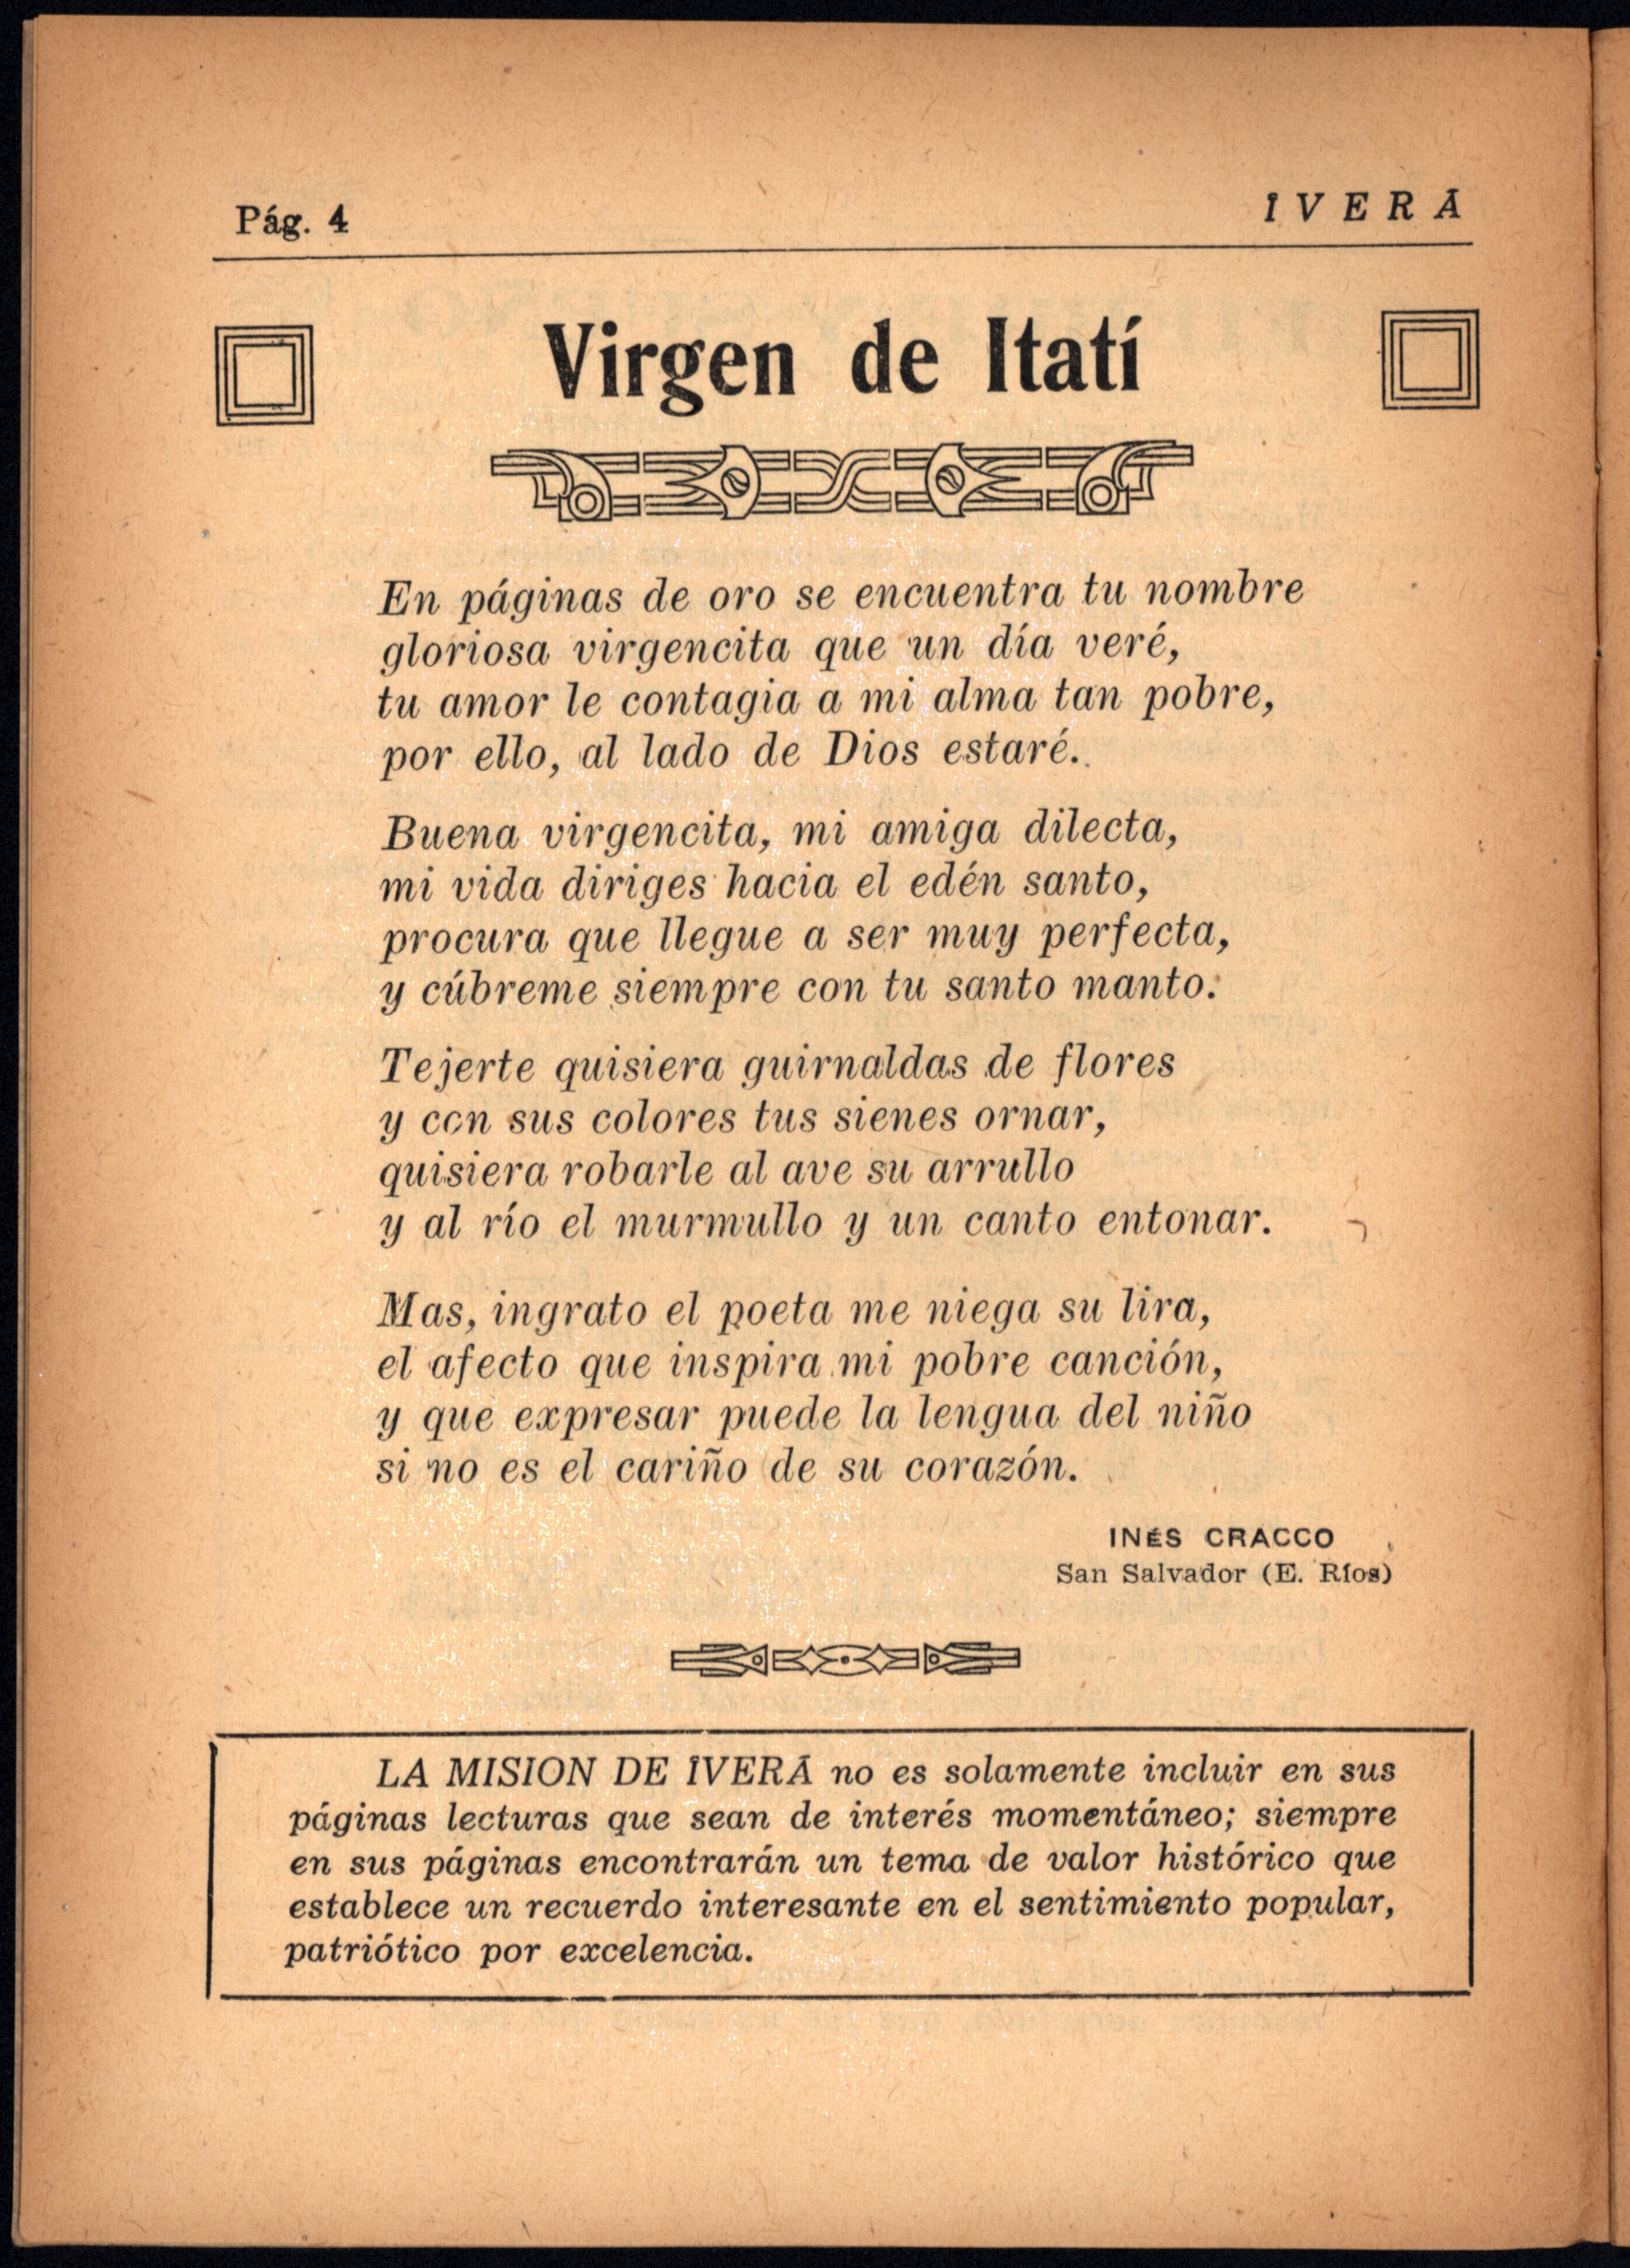 Pág. 4
ÎVERÃ
Virgen de Itatí
En páginas de oro se encuentra tu nombre
gloriosa virgencita que un día veré,
tu amor le contagia a mi alma tan pobre,
por ello, al lado de Dios estaré.
Buena virgencita, mi amiga dilecta,
mi vida diriges hacia el edén santo,
procura que llegue a ser muy perfecta,
y cúbreme siempre con tu santo manto.
Tejerte quisiera guirnaldas de flores
y con sus colores tus sienes ornar,
quisiera robarle al ave su arrullo
y al río el murmullo y un canto entonar.
Mas, ingrato el poeta me niega su lira,
el afecto que inspira mi pobre canción,
y que expresar puede la lengua del niño
si no es el cariño de su corazón.
INÉS CRACCO
San Salvador (E. Ríos)
LA MISION DE ÎVERÃ no es solamente incluir en sus
páginas lecturas que sean de interés momentáneo; siempre
en sus páginas encontrarán un tema de valor histórico que
establece un recuerdo interesante en el sentimiento popular,
patriótico por excelencia.